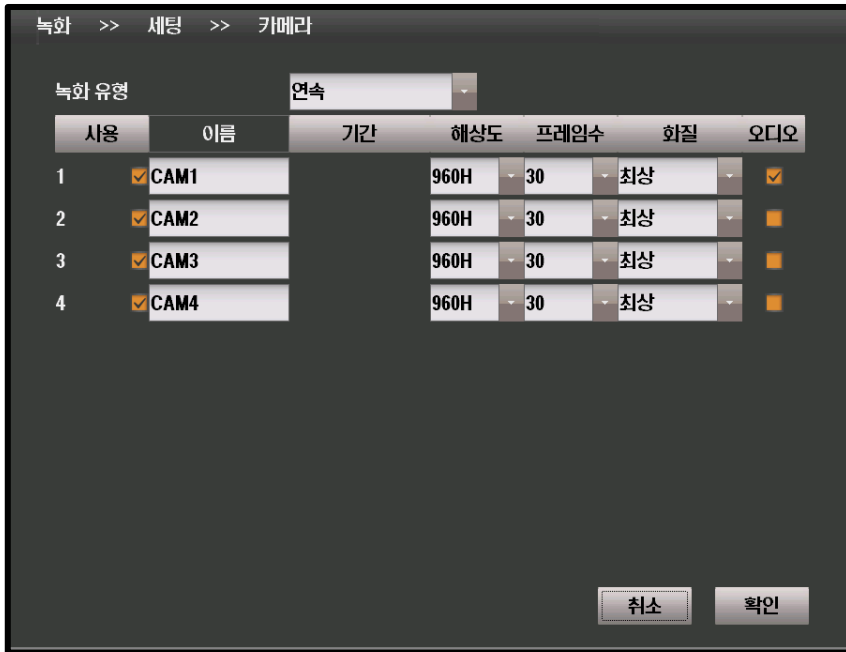 녹화 >> 세팅 >> 카메라
녹화 유형 연속
사용 이름 기간 해상도 프레임수 화질 오디오
1 CAM1 960H 30 최상
2 CAM2 960H 30 최상
3 CAM3 960H 30 최상
4 CAM4 960H 30 최상
취소 확인